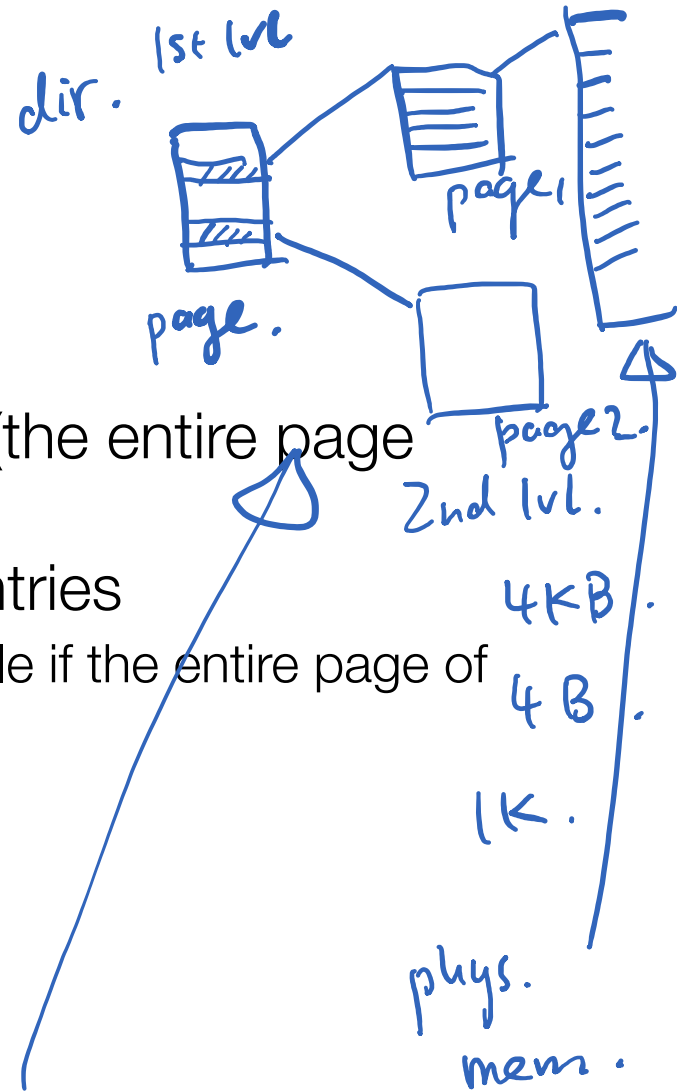 1st lvl
dir.
page1
page.
(the entire page
page2.
2nd lvl.
ntries
4KB.
le if the entire page of
4B.
1K.
phys.
mem.